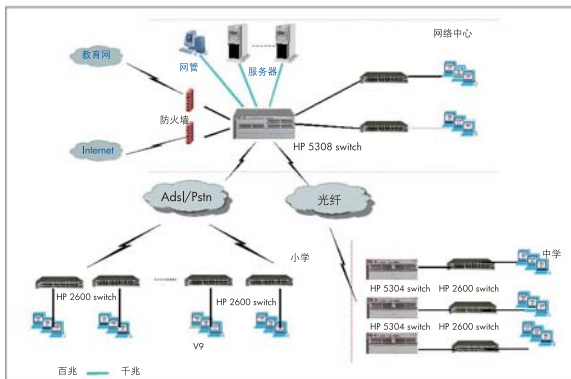 网络中心
教育网
网管
服务器
防火墙
Internet
HP 5308 switch
Adsl/Pstn
光纤
小学
中学
HP 2600 switch
HP 2600 switch
V9
HP 5304 switch
HP 2600 switch
HP 5304 switch
HP 2600 switch
百兆
千兆